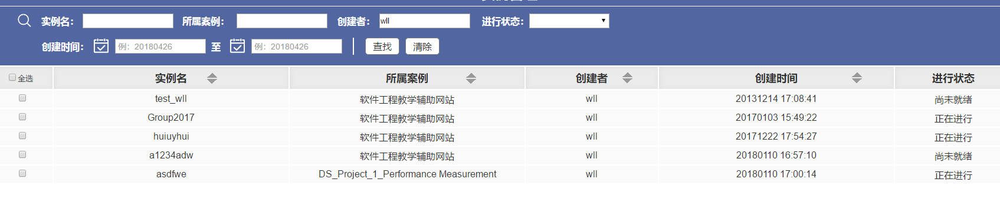 实例名： 所属案例： 创建者： wll 进行状态：
创建时间： 例：20180426 至 例：20180426 查找 清除
全选 实例名 所属案例 创建者 创建时间 进行状态
test_wll 软件工程教学辅助网站 wll 20131214 17:08:41 尚未就绪
Group2017 软件工程教学辅助网站 wll 20170103 15:49:22 正在进行
huiuyhui 软件工程教学辅助网站 wll 20171222 17:54:27 正在进行
a1234adw 软件工程教学辅助网站 wll 20180110 16:57:10 尚未就绪
asdfwe DS_Project_1_Performance Measurement wll 20180110 17:00:14 正在进行